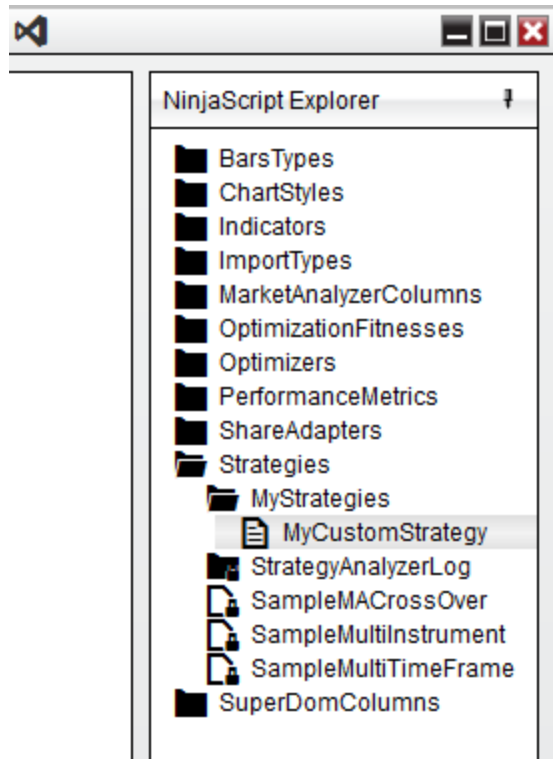 NinjaScript Explorer
BarsTypes
ChartStyles
Indicators
ImportTypes
MarketAnalyzerColumns
OptimizationFitnesses
Optimizers
PerformanceMetrics
ShareAdapters
Strategies
MyStrategies
MyCustomStrategy
StrategyAnalyzerLog
SampleMACrossOver
SampleMultiInstrument
SampleMultiTimeFrame
SuperDomColumns